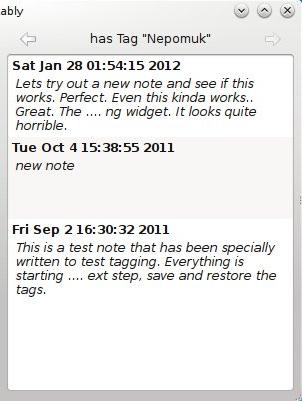 ably
has Tag "Nepomuk"
Sat Jan 28 01:54:15 2012
Lets try out a new note and see if this
works. Perfect. Even this kinda works..
Great. The .... ng widget. It looks quite
horrible.
Tue Oct 4 15:38:55 2011
new note
Fri Sep 2 16:30:32 2011
This is a test note that has been specially
written to test tagging. Everything is
starting .... ext step, save and restore the
tags.